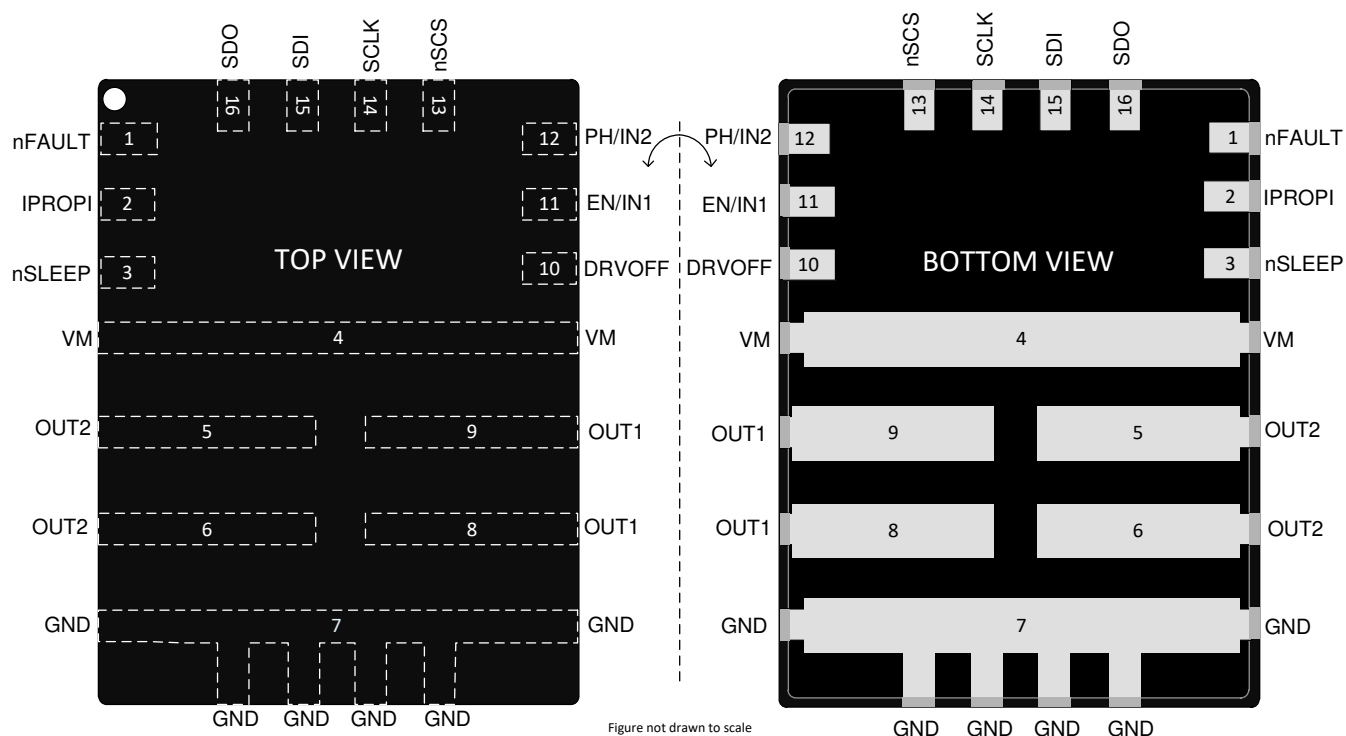 SDO SDI SCLK nSCS
16 15 14 13
nFAULT 1 12 PH/IN2
IPROPI 2 11 EN/IN1
nSLEEP 3 10 DRVOFF
TOP VIEW
VM 4 VM
OUT2 5 9 OUT1
OUT2 6 8 OUT1
GND 7 GND
GND GND GND GND
nSCS SCLK SDI SDO
13 14 15 16
PH/IN2 12 1 nFAULT
EN/IN1 11 2 IPROPI
DRVOFF 10 3 nSLEEP
BOTTOM VIEW
VM 4 VM
OUT1 9 5 OUT2
OUT1 8 6 OUT2
GND 7 GND
GND GND GND GND
Figure not drawn to scale